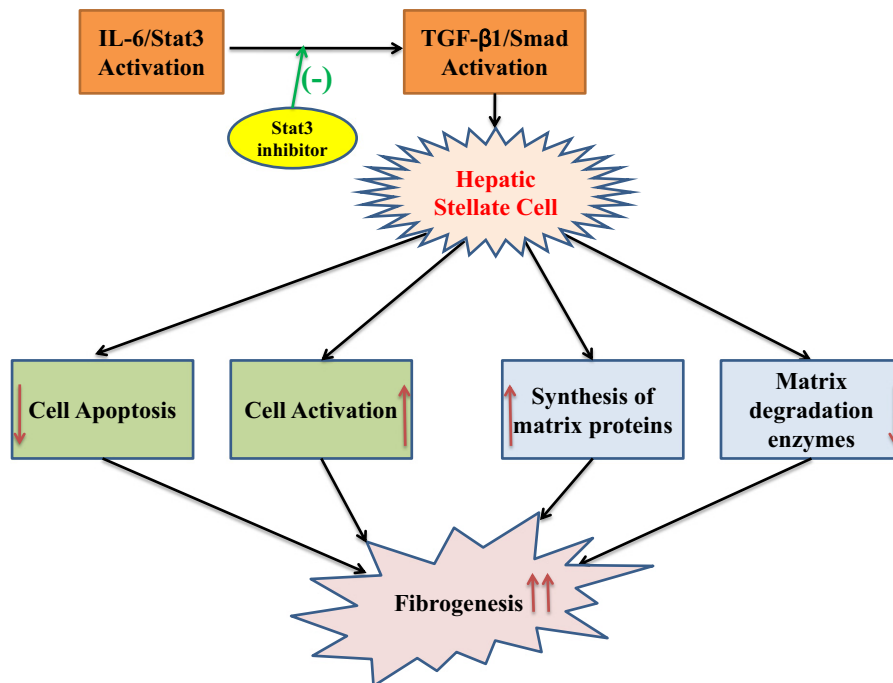 IL-6/Stat3
Activation
TGF-β1/Smad
Activation
(-)
Stat3
inhibitor
Hepatic
Stellate Cell
Cell Apoptosis
Cell Activation
Synthesis of
matrix proteins
Matrix
degradation
enzymes
Fibrogenesis